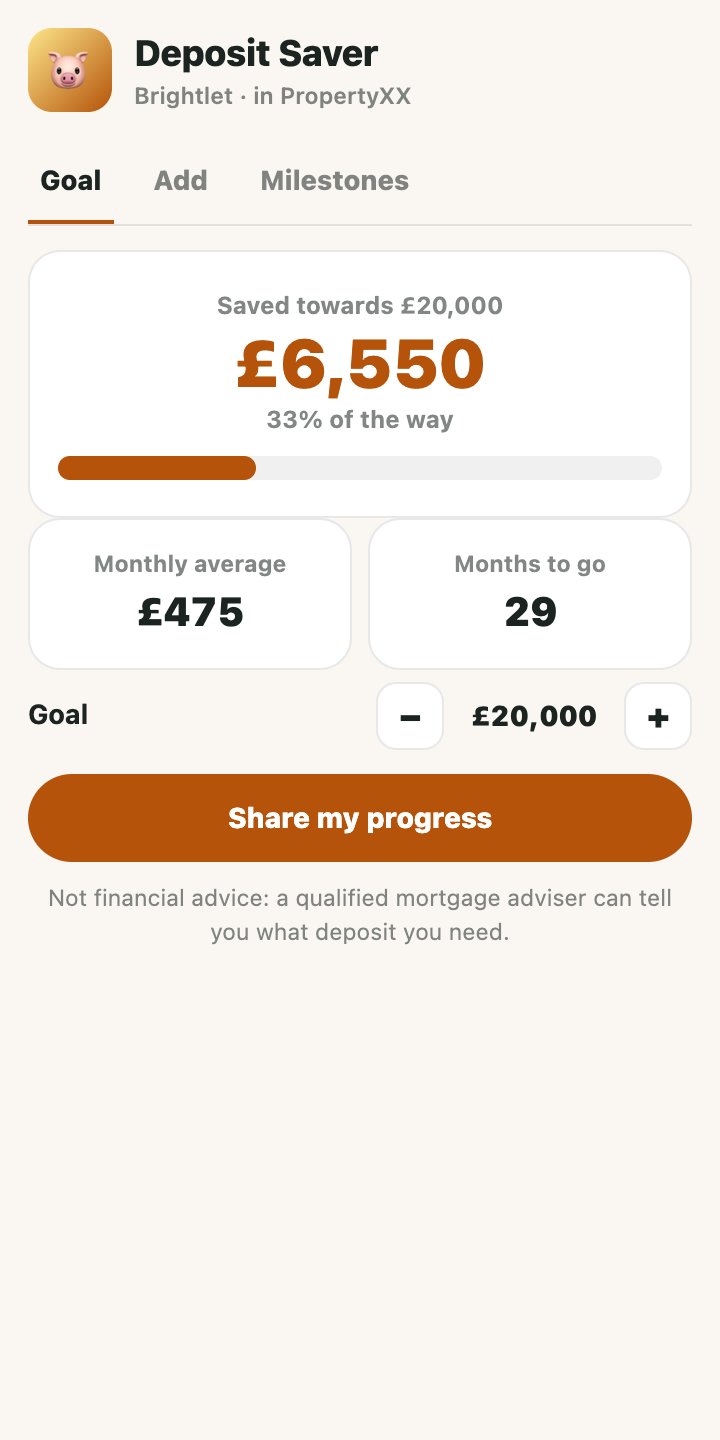 Deposit Saver
Brightlet · in PropertyXX
Goal Add Milestones
Saved towards £20,000
£6,550
33% of the way
Monthly average
£475
Months to go
29
Goal
− £20,000 +
Share my progress
Not financial advice: a qualified mortgage adviser can tell
you what deposit you need.